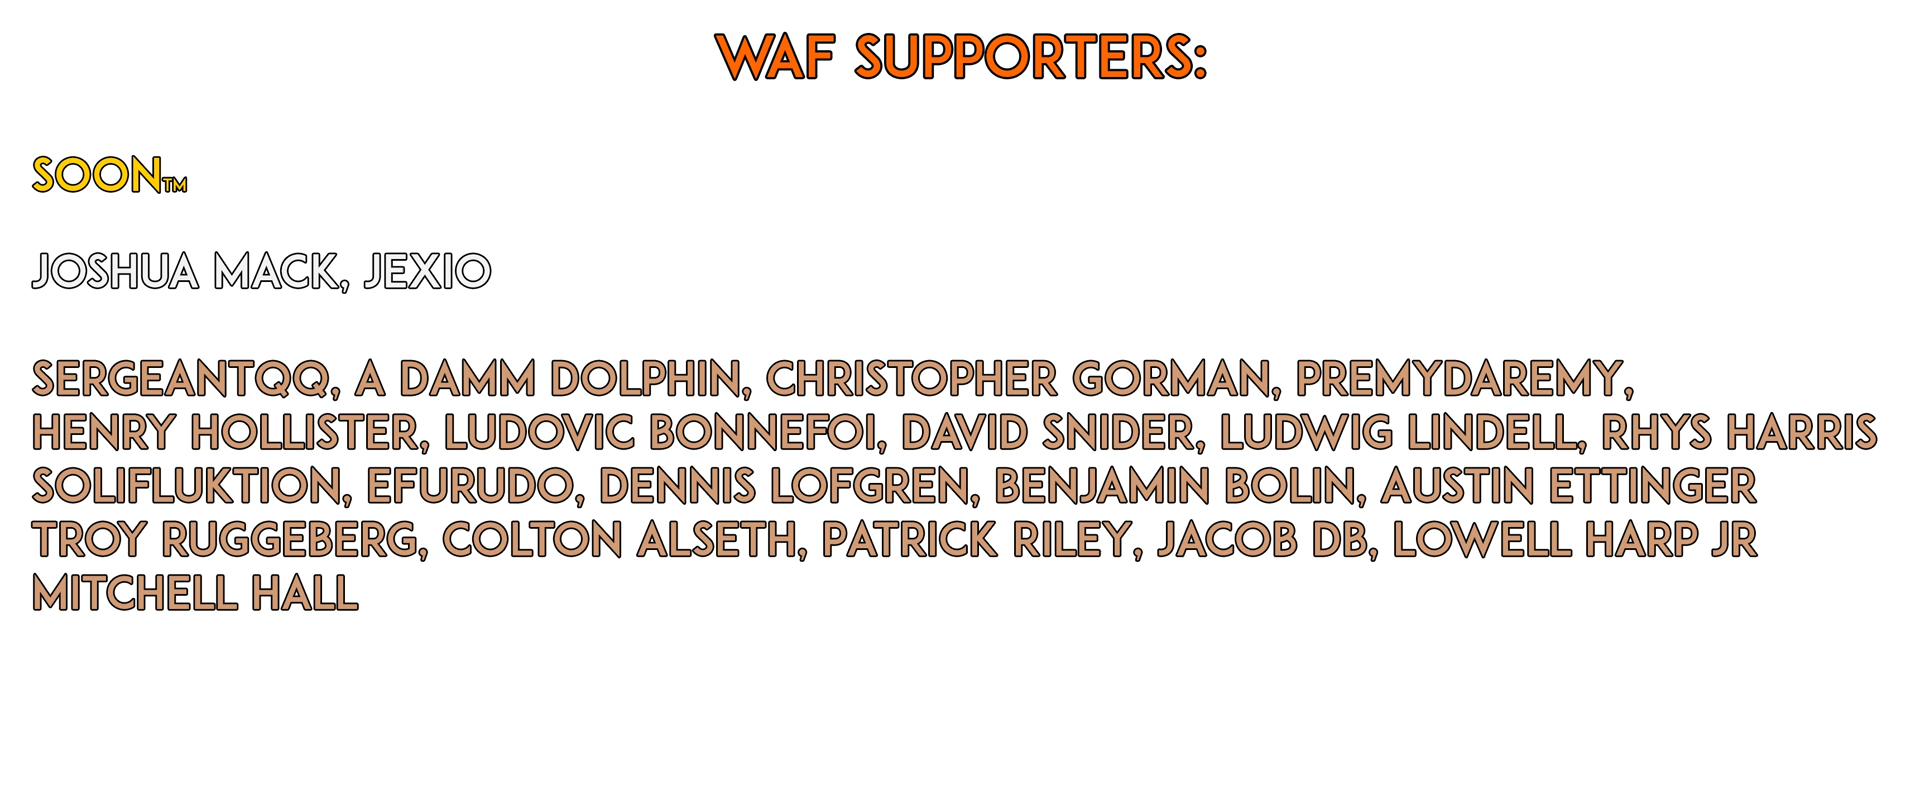 WAF SUPPORTERS:
SOON™
JOSHUA MACK, JEXIO
SERGEANTQQ, A DAMM DOLPHIN, CHRISTOPHER GORMAN, PREMYDAREMY,
HENRY HOLLISTER, LUDOVIC BONNEFOI, DAVID SNIDER, LUDWIG LINDELL, RHYS HARRIS
SOLIFLUKTION, EFURUDO, DENNIS LOFGREN, BENJAMIN BOLIN, AUSTIN ETTINGER
TROY RUGGEBERG, COLTON ALSETH, PATRICK RILEY, JACOB DB, LOWELL HARP JR
MITCHELL HALL